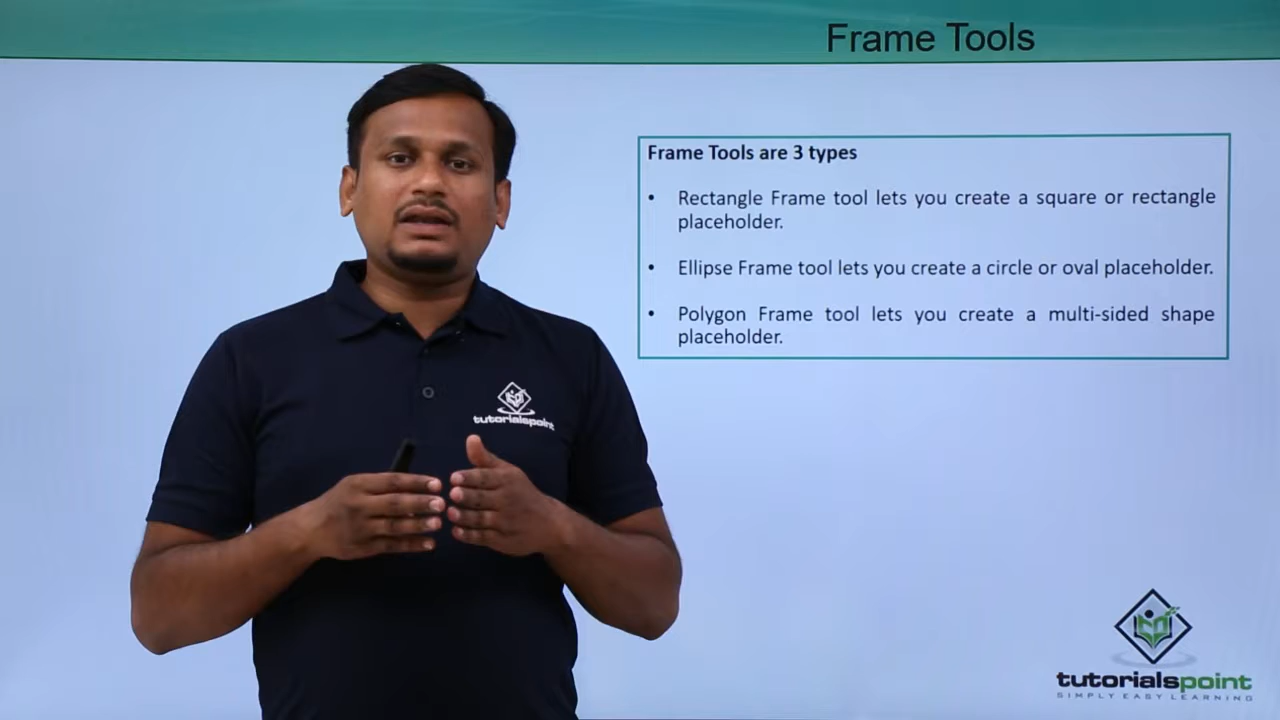 Frame Tools
Frame Tools are 3 types
• Rectangle Frame tool lets you create a square or rectangle
placeholder.
• Ellipse Frame tool lets you create a circle or oval placeholder.
• Polygon Frame tool lets you create a multi-sided shape
placeholder.
tutorialspoint
tutorialspoint
SIMPLY EASY LEARNING